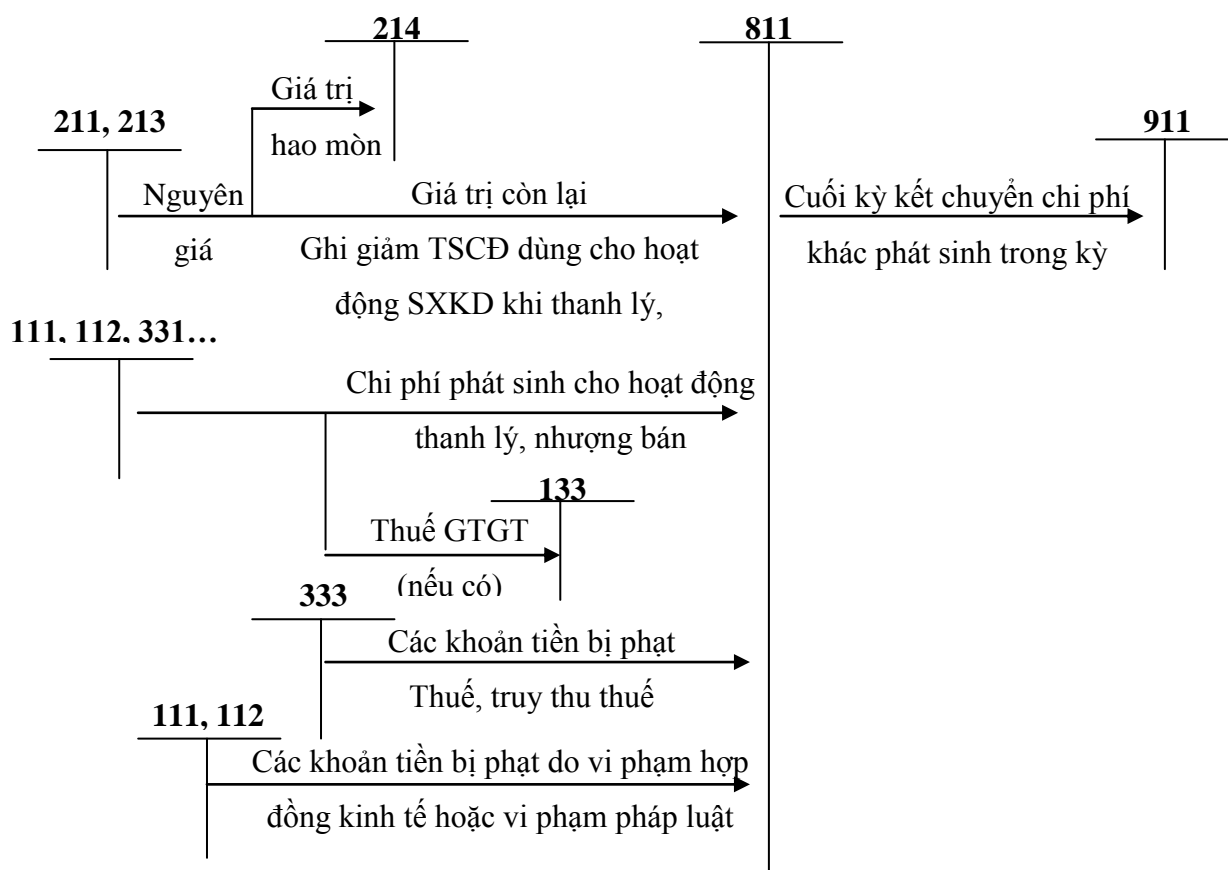 214
811
Giá trị
hao mòn
211, 213
911
Nguyên
giá
Giá trị còn lại
Ghi giảm TSCĐ dùng cho hoạt
động SXKD khi thanh lý,
Cuối kỳ kết chuyển chi phí
khác phát sinh trong kỳ
111, 112, 331…
Chi phí phát sinh cho hoạt động
thanh lý, nhượng bán
133
Thuế GTGT
(nếu có)
333
Các khoản tiền bị phạt
Thuế, truy thu thuế
111, 112
Các khoản tiền bị phạt do vi phạm hợp
đồng kinh tế hoặc vi phạm pháp luật